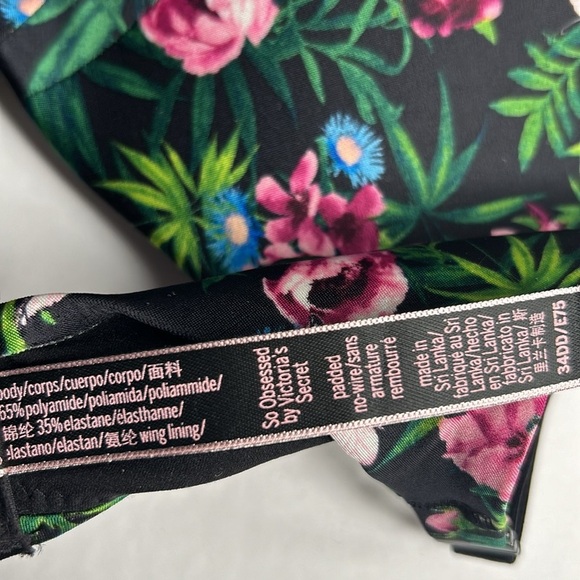 body/corps/cuerpo/corpo/面料
65%polyamide/poliamida/poliammide/
锦纶 35%elastane/élasthanne/
elastano/elastan/氨纶 wing lining/
So Obsessed
by Victoria's
Secret
padded
no-wire/sans
armature
rembourré
made in
Sri Lanka/
fabriqué au Sri
Lanka/hecho
en Sri Lanka/
fabbricato in
Sri Lanka/斯
里兰卡制造
34DD/E75